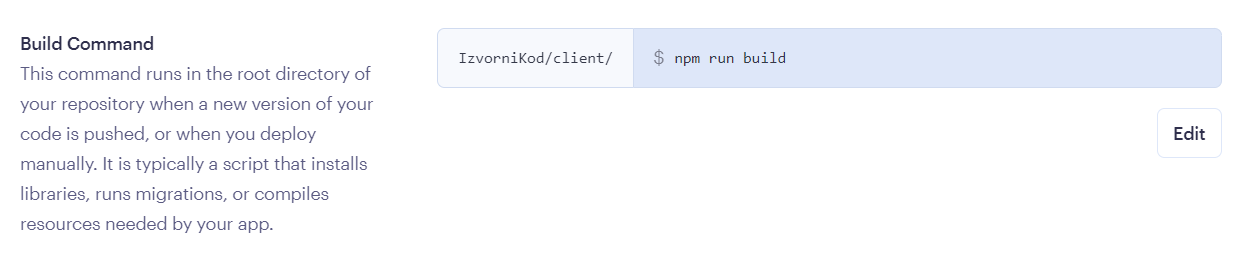 Build Command
This command runs in the root directory of
your repository when a new version of your
code is pushed, or when you deploy
manually. It is typically a script that installs
libraries, runs migrations, or compiles
resources needed by your app.
IzvorniKod/client/ $ npm run build
Edit